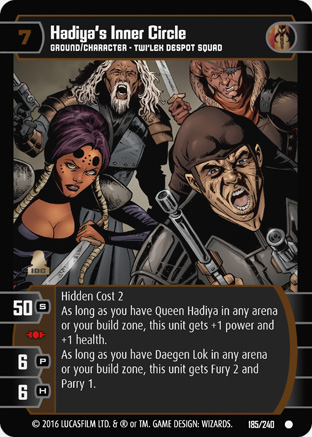 7
Hadiya's Inner Circle
GROUND/CHARACTER - TWI'LEK DESPOT SQUAD
100
50 S
6 P
6 H
Hidden Cost 2
As long as you have Queen Hadiya in any arena
or your build zone, this unit gets +1 power and
+1 health.
As long as you have Daegen Lok in any arena
or your build zone, this unit gets Fury 2 and
Parry 1.
© 2016 LUCASFILM LTD. & ® or TM. GAME DESIGN: WIZARDS.
185/240